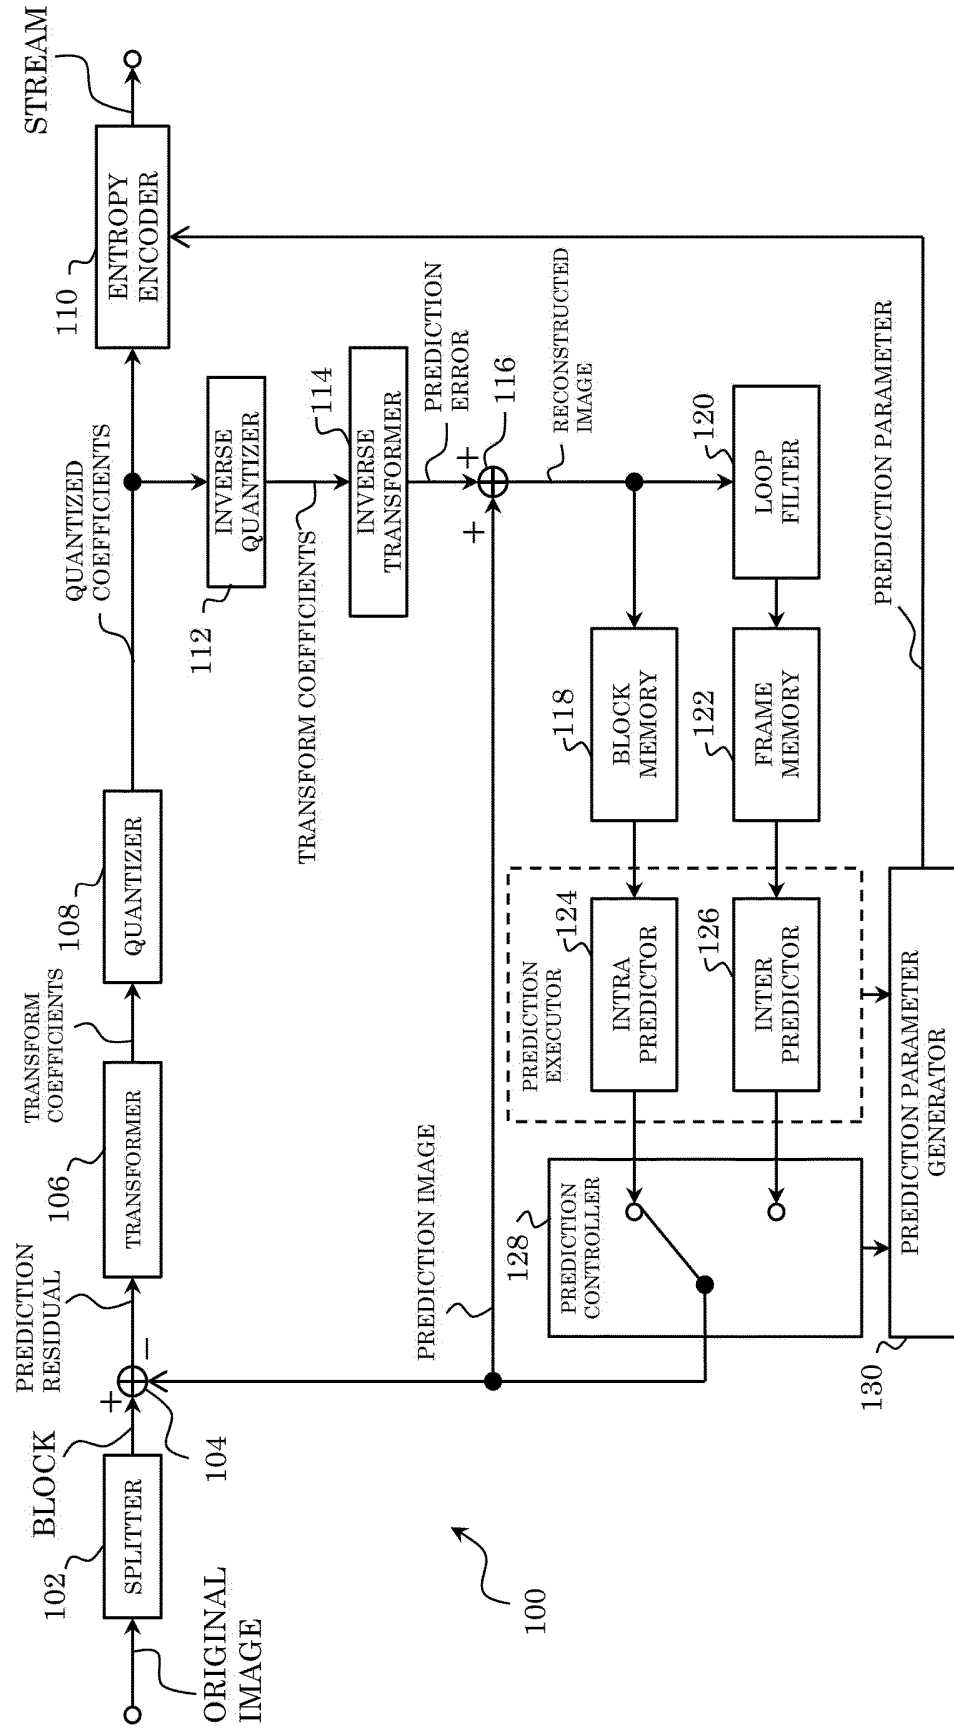 STREAM
110
ENTROPY
ENCODER
QUANTIZED
COEFFICIENTS
112
INVERSE
QUANTIZER
TRANSFORM COEFFICIENTS
114
INVERSE
TRANSFORMER
PREDICTION
ERROR
+
116
+
RECONSTRUCTED
IMAGE
120
LOOP
FILTER
118
BLOCK
MEMORY
122
FRAME
MEMORY
PREDICTION PARAMETER
108
QUANTIZER
TRANSFORM
COEFFICIENTS
106
TRANSFORMER
PREDICTION
RESIDUAL
+
−
104
BLOCK
102
SPLITTER
ORIGINAL
IMAGE
PREDICTION IMAGE
PREDICTION
EXECUTOR
124
INTRA
PREDICTOR
126
INTER
PREDICTOR
128
PREDICTION
CONTROLLER
130
PREDICTION PARAMETER
GENERATOR
100